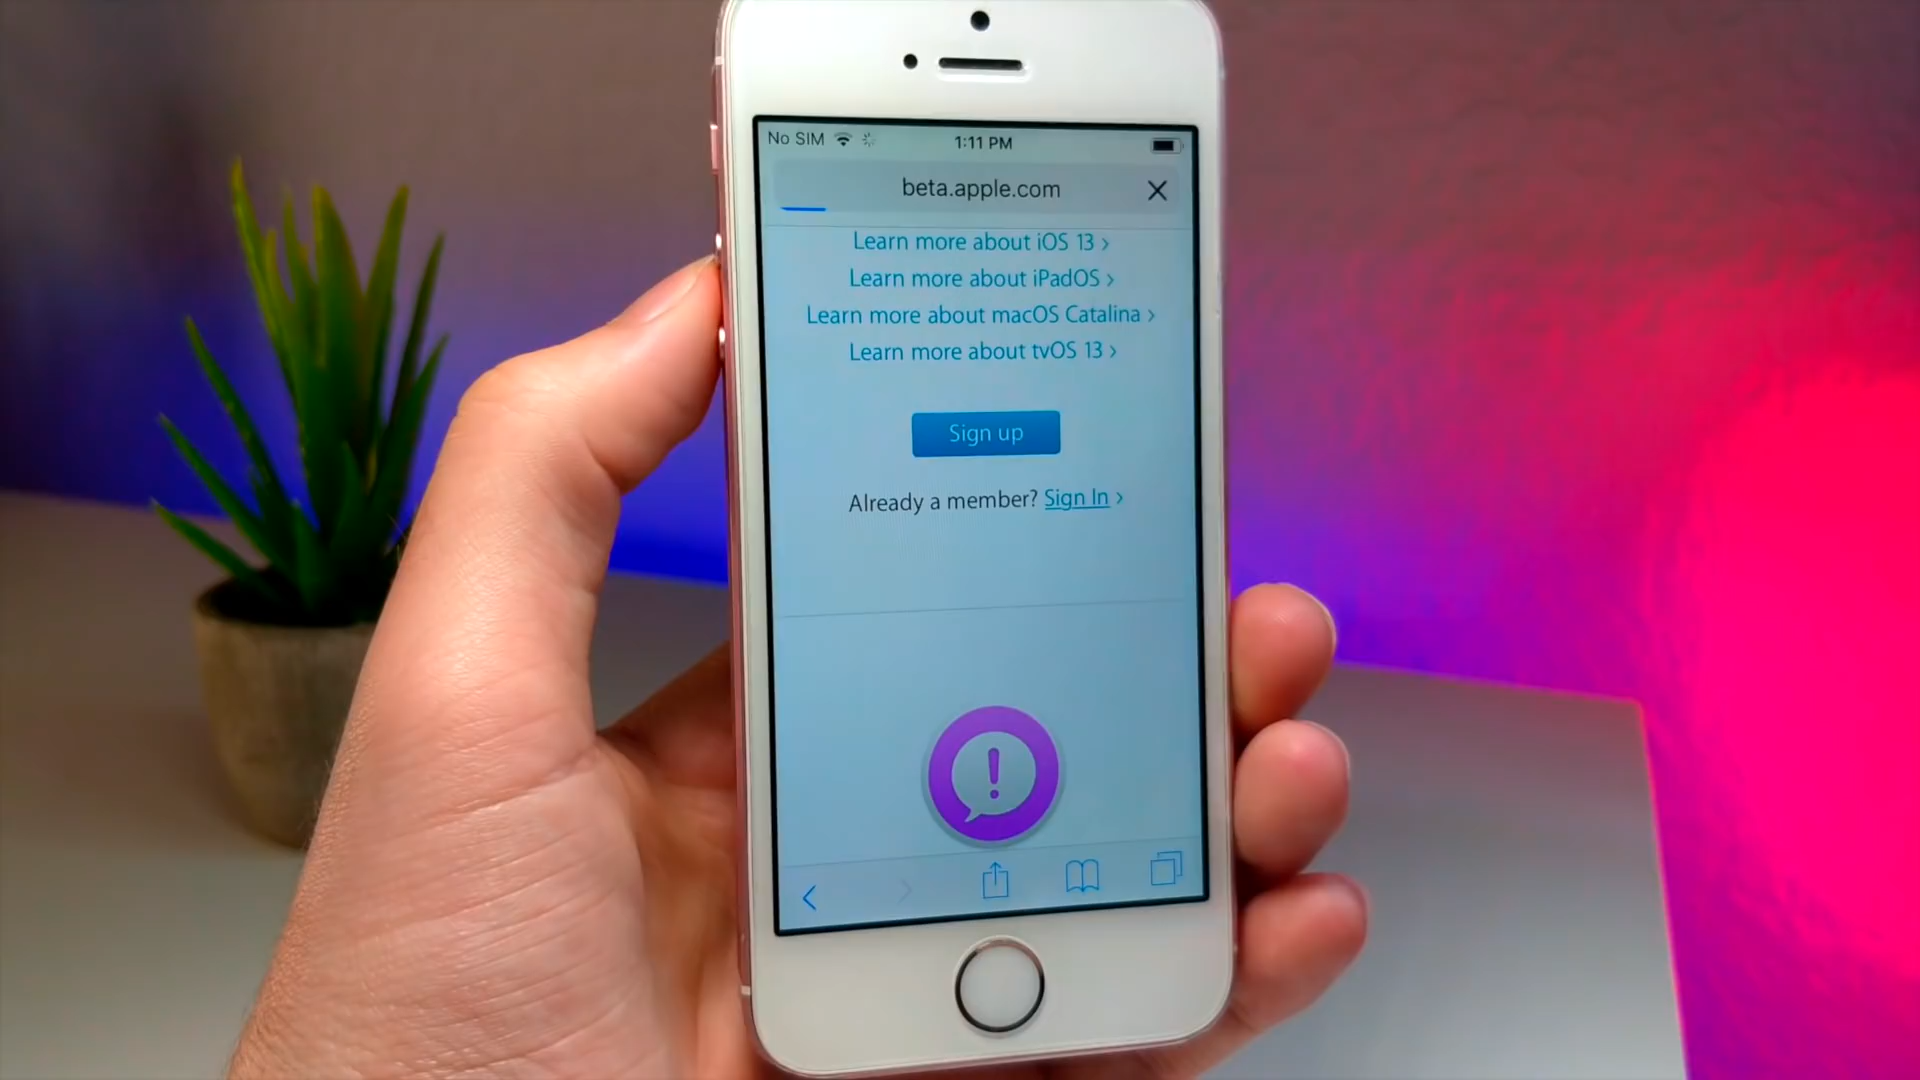 No SIM 1:11 PM
beta.apple.com
Learn more about iOS 13 ›
Learn more about iPadOS ›
Learn more about macOS Catalina ›
Learn more about tvOS 13 ›
Sign up
Already a member? Sign In ›
!